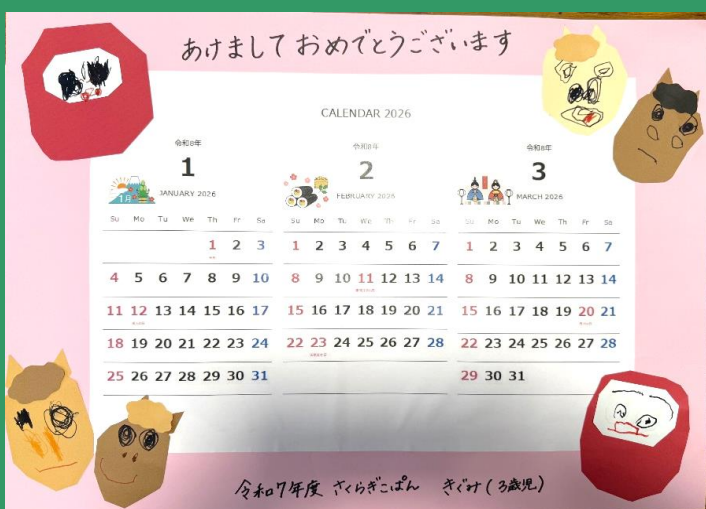 あけまして おめでとうございます
CALENDAR 2026
令和8年
1
1月
JANUARY 2026
Su Mo Tu We Th Fr Sa
1 2 3
4 5 6 7 8 9 10
11 12 13 14 15 16 17
18 19 20 21 22 23 24
25 26 27 28 29 30 31
令和8年
2
FEBRUARY 2026
Su Mo Tu We Th Fr Sa
1 2 3 4 5 6 7
8 9 10 11 12 13 14
15 16 17 18 19 20 21
22 23 24 25 26 27 28
令和8年
3
MARCH 2026
Su Mo Tu We Th Fr Sa
1 2 3 4 5 6 7
8 9 10 11 12 13 14
15 16 17 18 19 20 21
22 23 24 25 26 27 28
29 30 31
令和7年度 さくらぎこぱん きぐみ(3歳児)